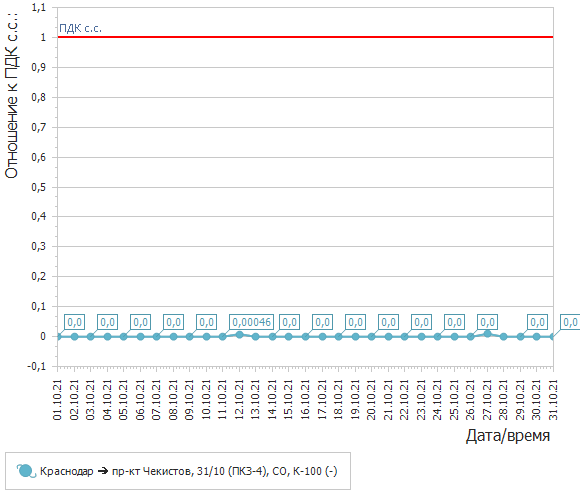 Отношение к ПДК с.с.:
1,1
1
0,9
0,8
0,7
0,6
0,5
0,4
0,3
0,2
0,1
0
-0,1
ПДК с.с.
0,0 0,0 0,0 0,0 0,0 0,00046 0,0 0,0 0,0 0,0 0,0 0,0 0,0 0,0 0,0
01.10.21 02.10.21 03.10.21 04.10.21 05.10.21 06.10.21 07.10.21 08.10.21 09.10.21 10.10.21 11.10.21 12.10.21 13.10.21 14.10.21 15.10.21 16.10.21 17.10.21 18.10.21 19.10.21 20.10.21 21.10.21 22.10.21 23.10.21 24.10.21 25.10.21 26.10.21 27.10.21 28.10.21 29.10.21 30.10.21 31.10.21
Дата/время
Краснодар ➔ пр-кт Чекистов, 31/10 (ПКЗ-4), CO, К-100 (-)